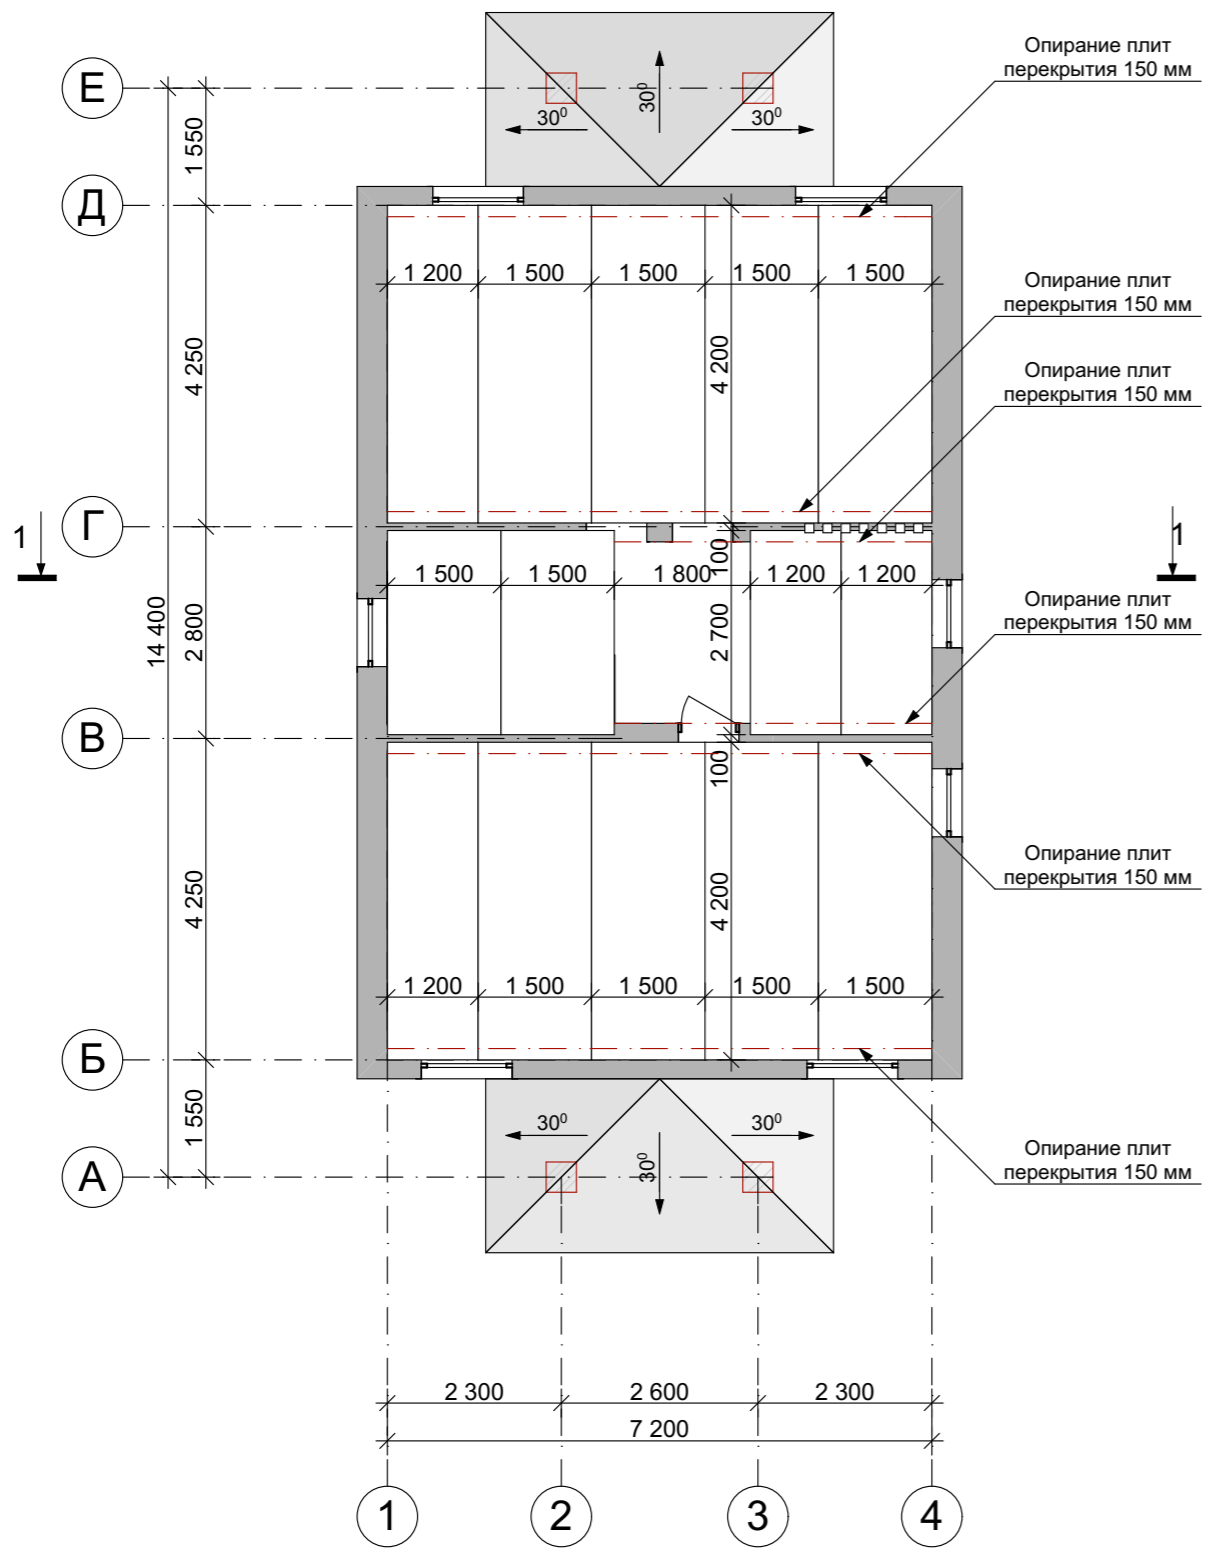 Опирание плит
перекрытия 150 мм
Е
30⁰
30⁰
30⁰
1 550
Д
1 200
1 500
1 500
1 500
1 500
Опирание плит
перекрытия 150 мм
4 250
4 200
Опирание плит
перекрытия 150 мм
Г
1
1
100
1 500
1 500
1 800
1 200
1 200
14 400
2 800
2 700
Опирание плит
перекрытия 150 мм
В
100
Опирание плит
перекрытия 150 мм
4 250
4 200
1 200
1 500
1 500
1 500
1 500
Б
1 550
30⁰
30⁰
30⁰
Опирание плит
перекрытия 150 мм
А
2 300
2 600
2 300
7 200
1
2
3
4